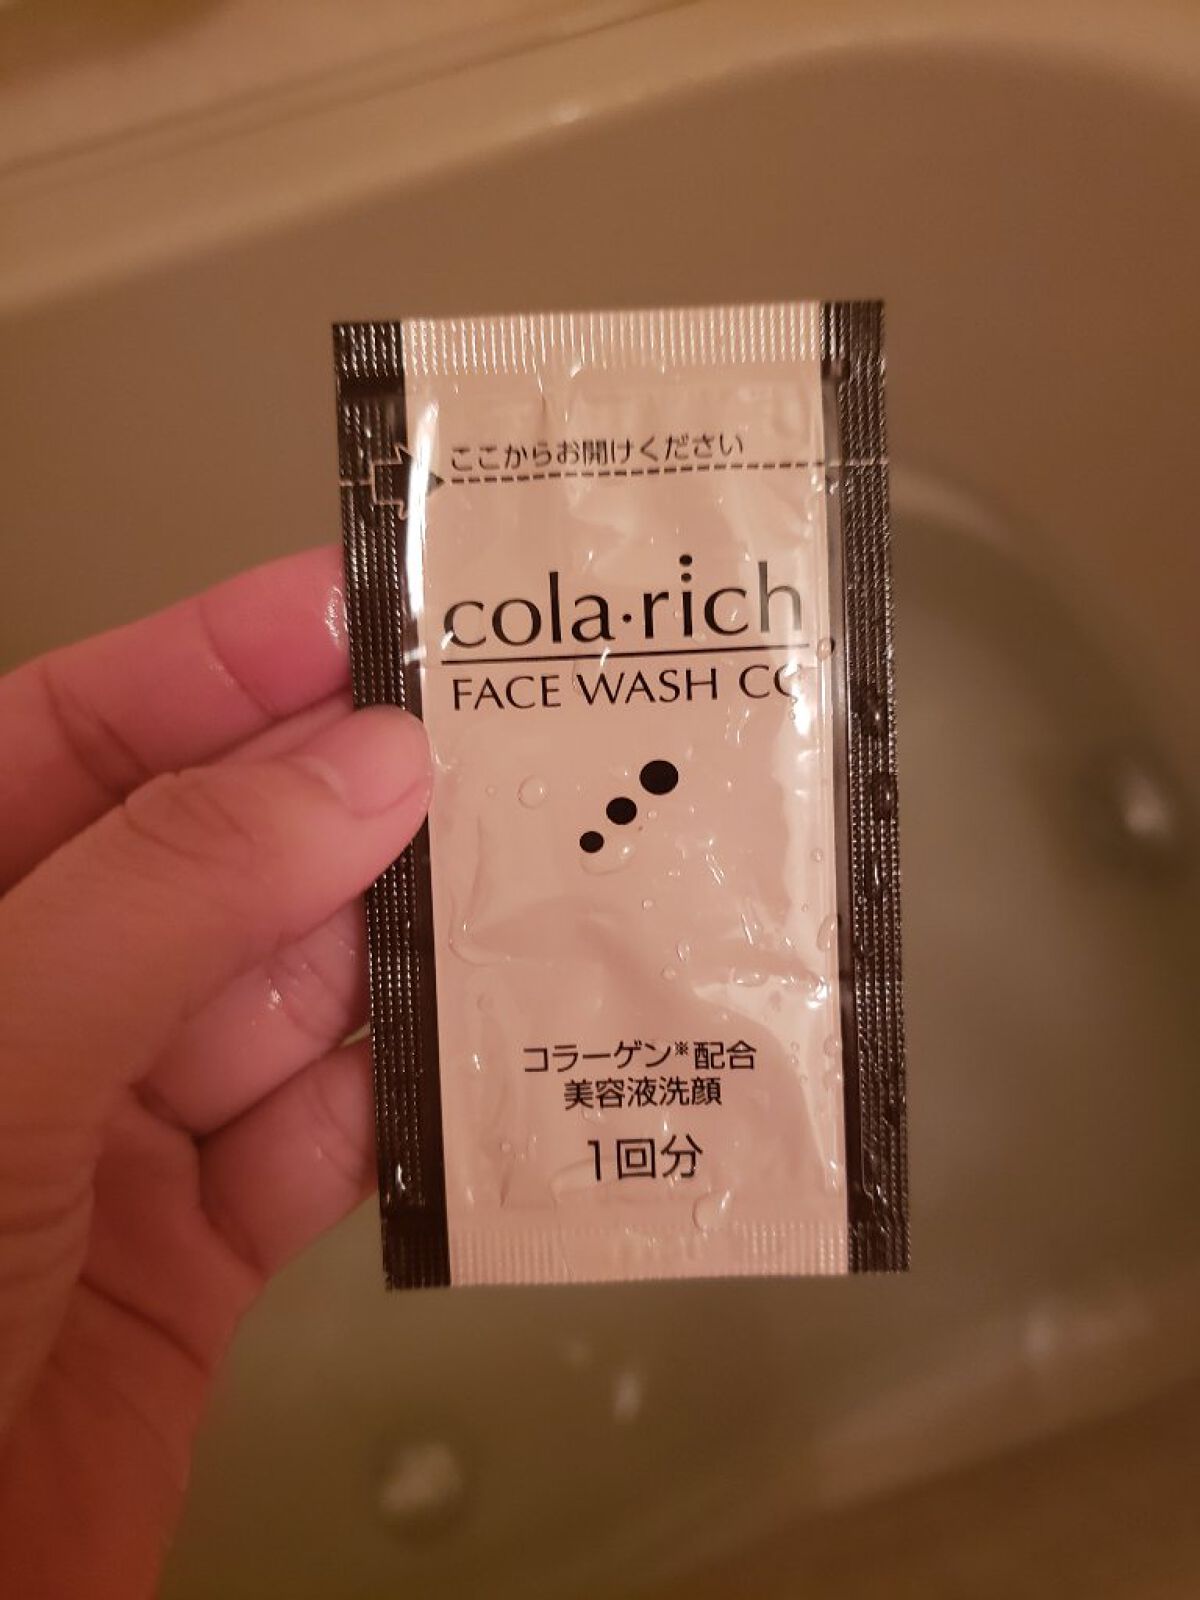 ここからお開けください
cola·rich
FACE WASH CC
コラーゲン※配合
美容液洗顔
1回分